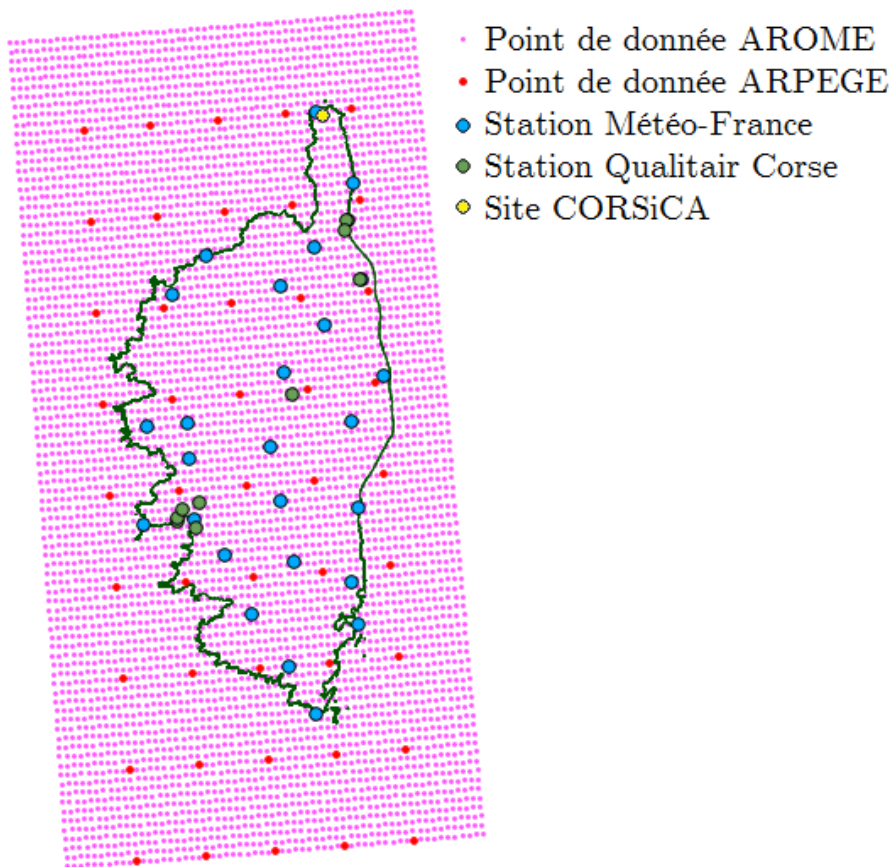 Point de donnée AROME
Point de donnée ARPEGE
Station Météo-France
Station Qualitair Corse
Site CORSiCA